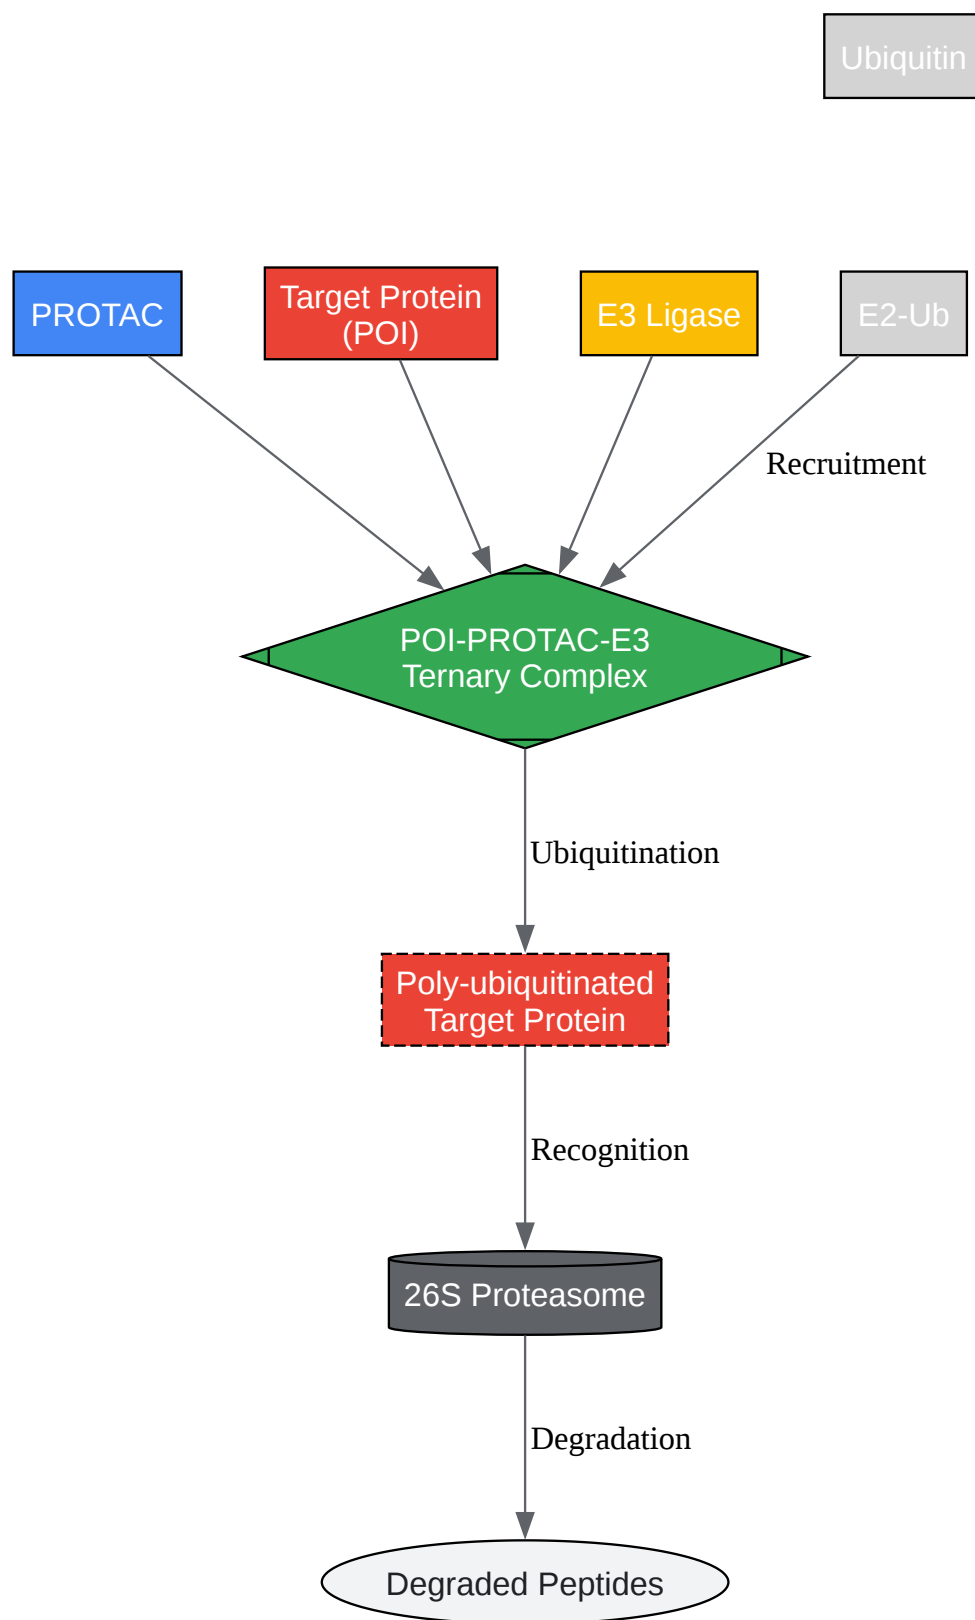 Ubiquitin
PROTAC
Target Protein
(POI)
E3 Ligase
E2-Ub
Recruitment
POI-PROTAC-E3
Ternary Complex
Ubiquitination
Poly-ubiquitinated
Target Protein
Recognition
26S Proteasome
Degradation
Degraded Peptides